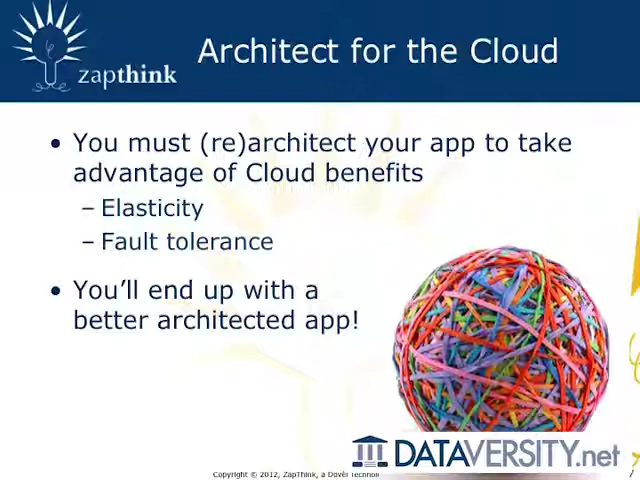 zapthink
Architect for the Cloud
• You must (re)architect your app to take
advantage of Cloud benefits
– Elasticity
– Fault tolerance
• You’ll end up with a
better architected app!
DATAVERSITY.net
Copyright © 2012, ZapThink, a Dovèl